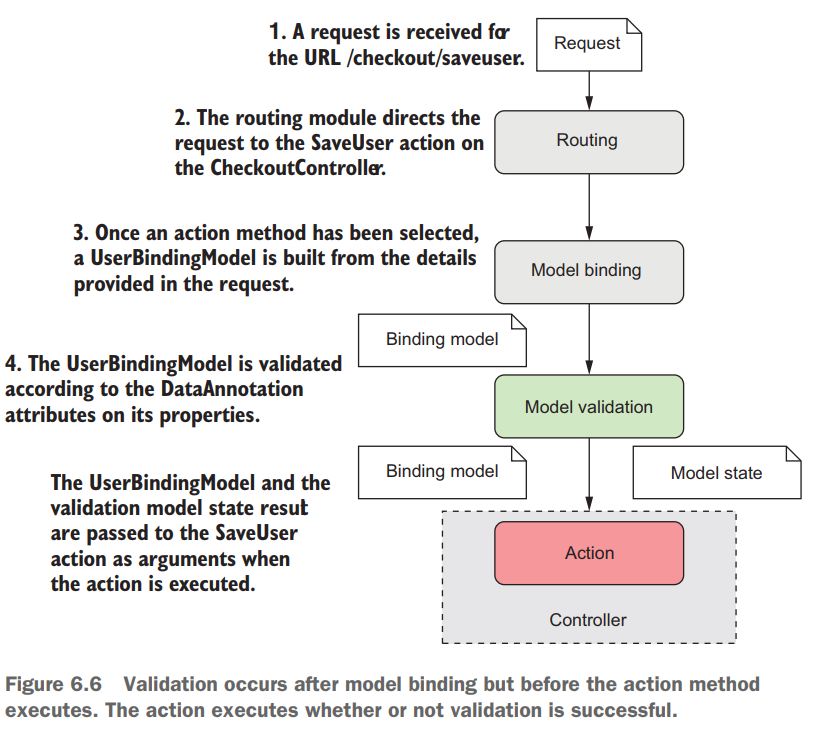 1. A request is received for
the URL /checkout/saveuser.
Request
2. The routing module directs the
request to the SaveUser action on
the CheckoutController.
Routing
3. Once an action method has been selected,
a UserBindingModel is built from the details
provided in the request.
Model binding
Binding model
4. The UserBindingModel is validated
according to the DataAnnotation
attributes on its properties.
Model validation
Binding model
Model state
The UserBindingModel and the
validation model state result
are passed to the SaveUser
action as arguments when
the action is executed.
Action
Controller
Figure 6.6 Validation occurs after model binding but before the action method
executes. The action executes whether or not validation is successful.